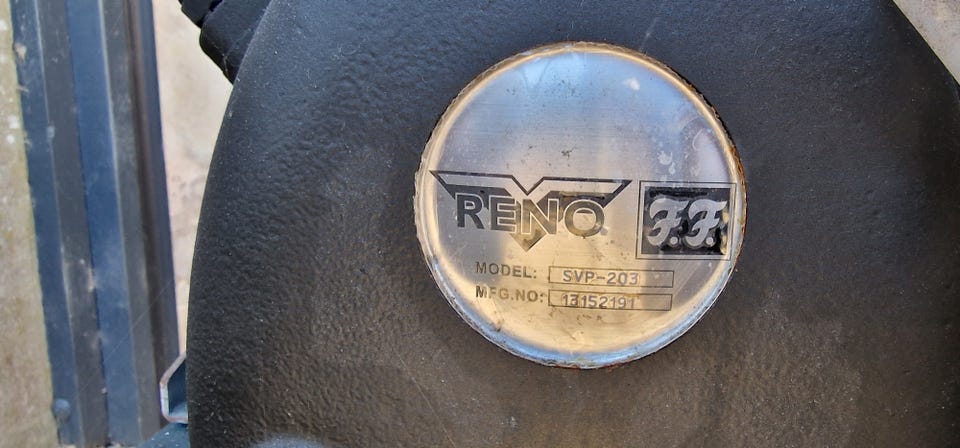 RENO
F.F.
MODEL: SVP-203
MFG.NO: 13152191